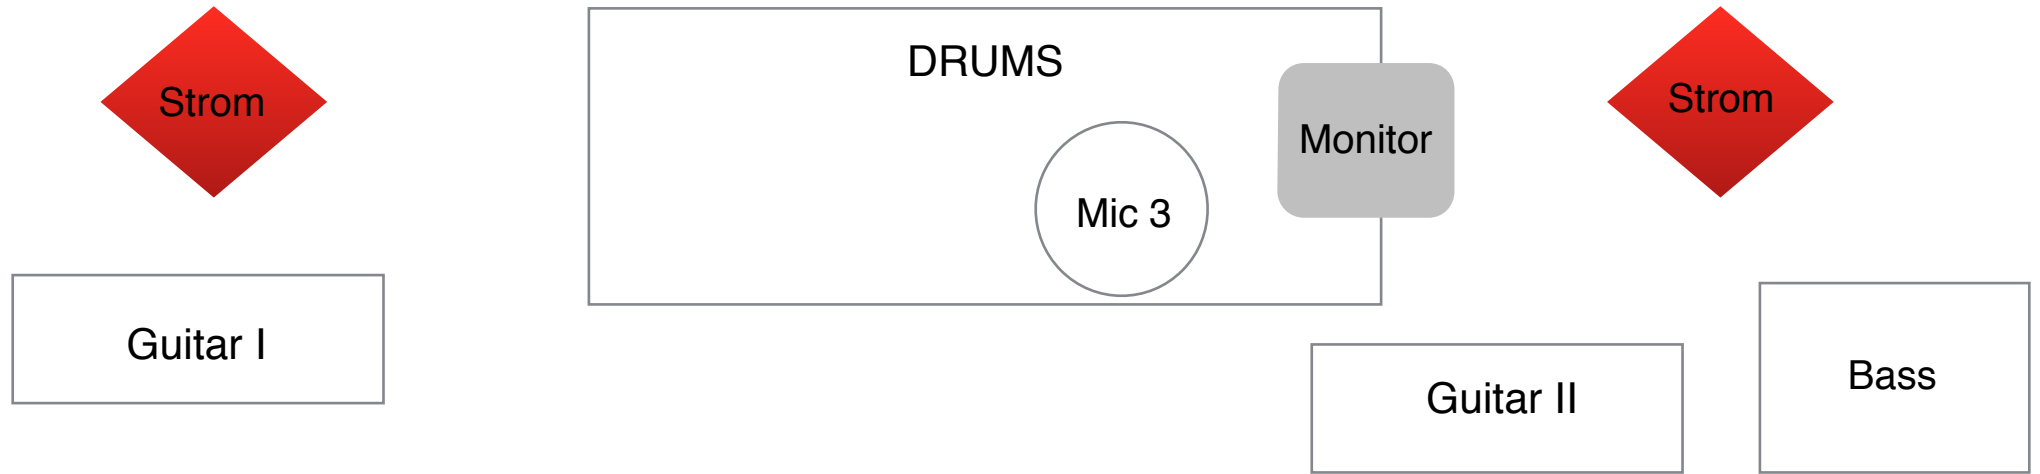 DRUMS
Strom
Strom
Monitor
Mic 3
Guitar I
Guitar II
Bass